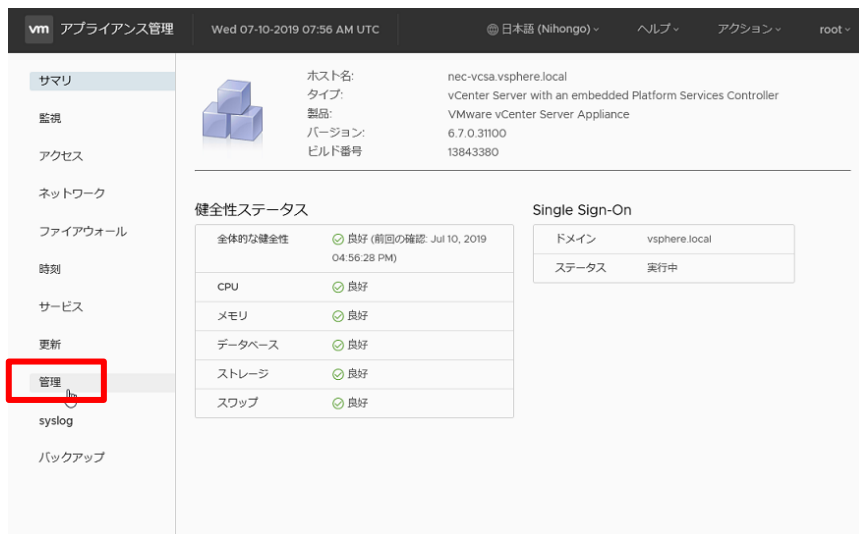 vm アプライアンス管理 Wed 07-10-2019 07:56 AM UTC 日本語 (Nihongo) ヘルプ アクション root
サマリ
監視
アクセス
ネットワーク
ファイアウォール
時刻
サービス
更新
管理
syslog
バックアップ
ホスト名: nec-vcsa.vsphere.local
タイプ: vCenter Server with an embedded Platform Services Controller
製品: VMware vCenter Server Appliance
バージョン: 6.7.0.31100
ビルド番号 13843380
健全性ステータス
全体的な健全性 良好 (前回の確認: Jul 10, 2019
04:56:28 PM)
CPU 良好
メモリ 良好
データベース 良好
ストレージ 良好
スワップ 良好
Single Sign-On
ドメイン vsphere.local
ステータス 実行中